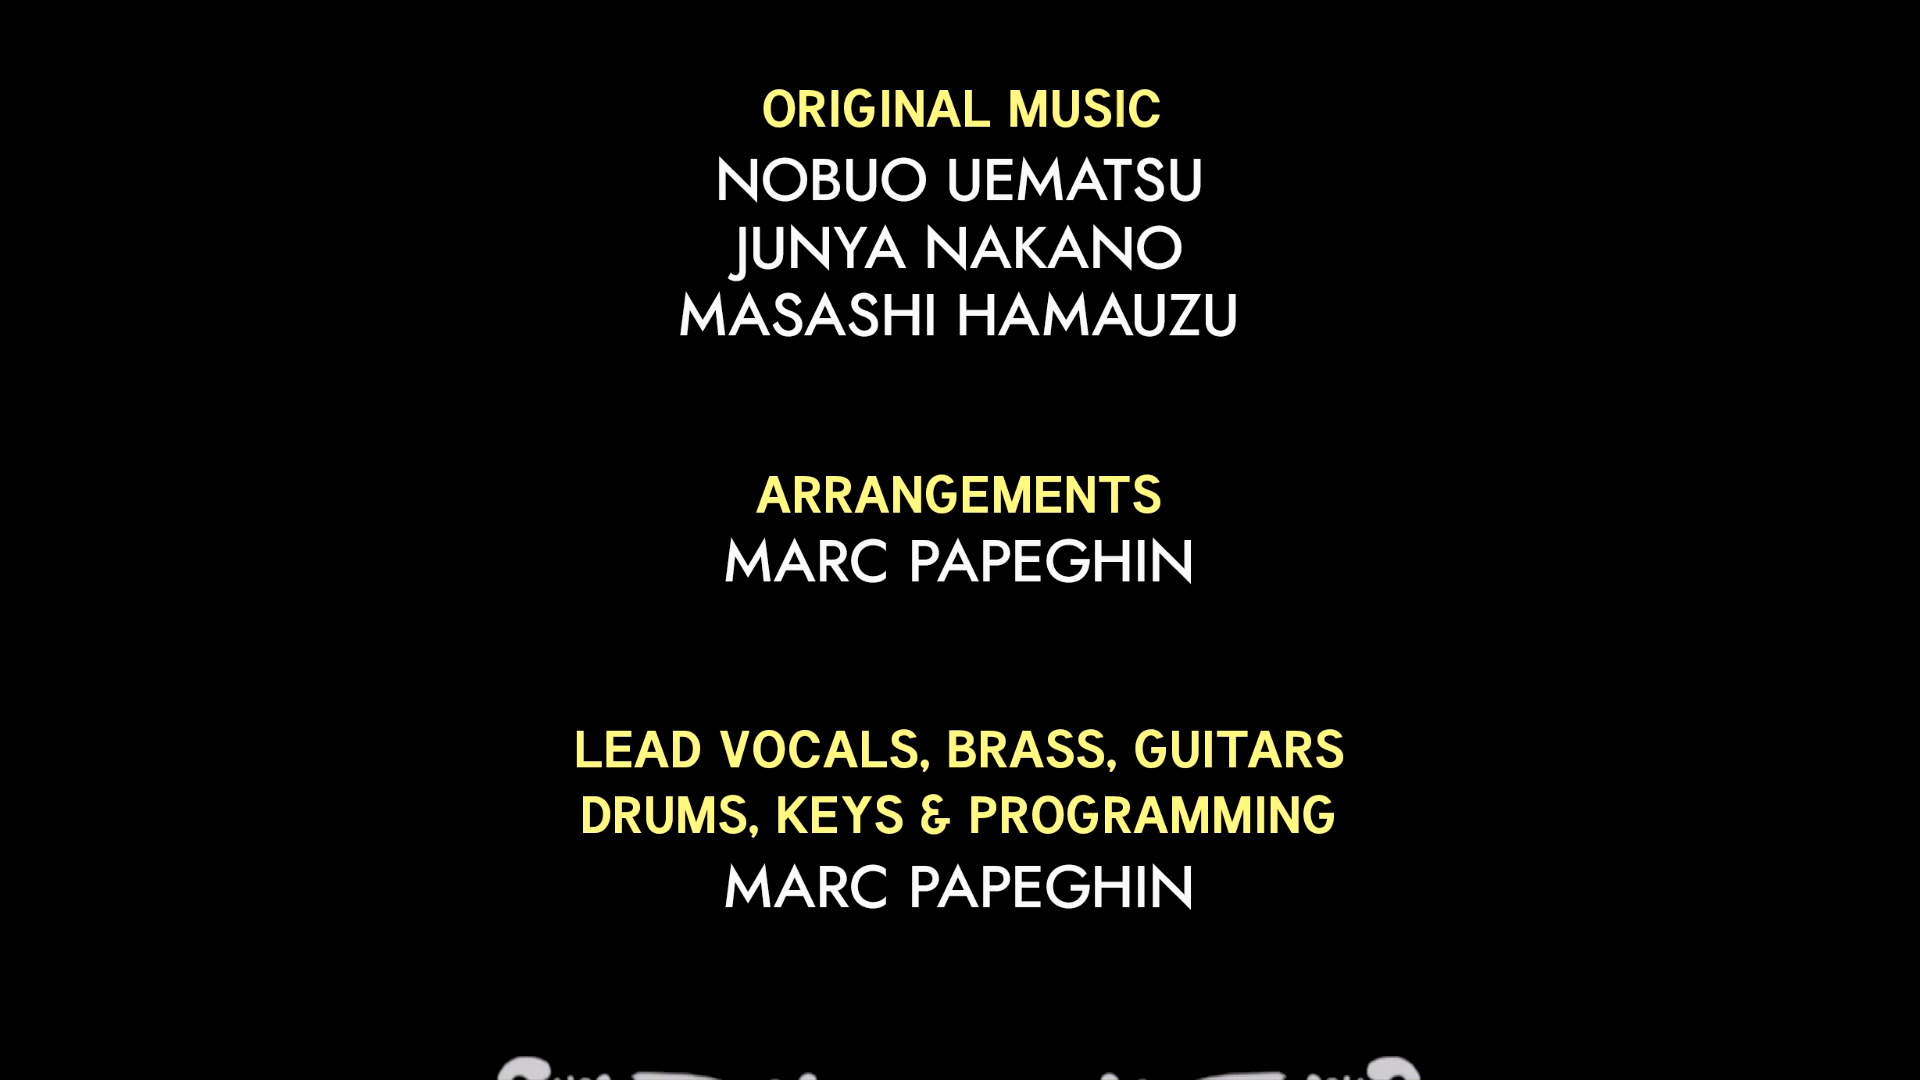 ORIGINAL MUSIC
NOBUO UEMATSU
JUNYA NAKANO
MASASHI HAMAUZU
ARRANGEMENTS
MARC PAPEGHIN
LEAD VOCALS, BRASS, GUITARS
DRUMS, KEYS & PROGRAMMING
MARC PAPEGHIN